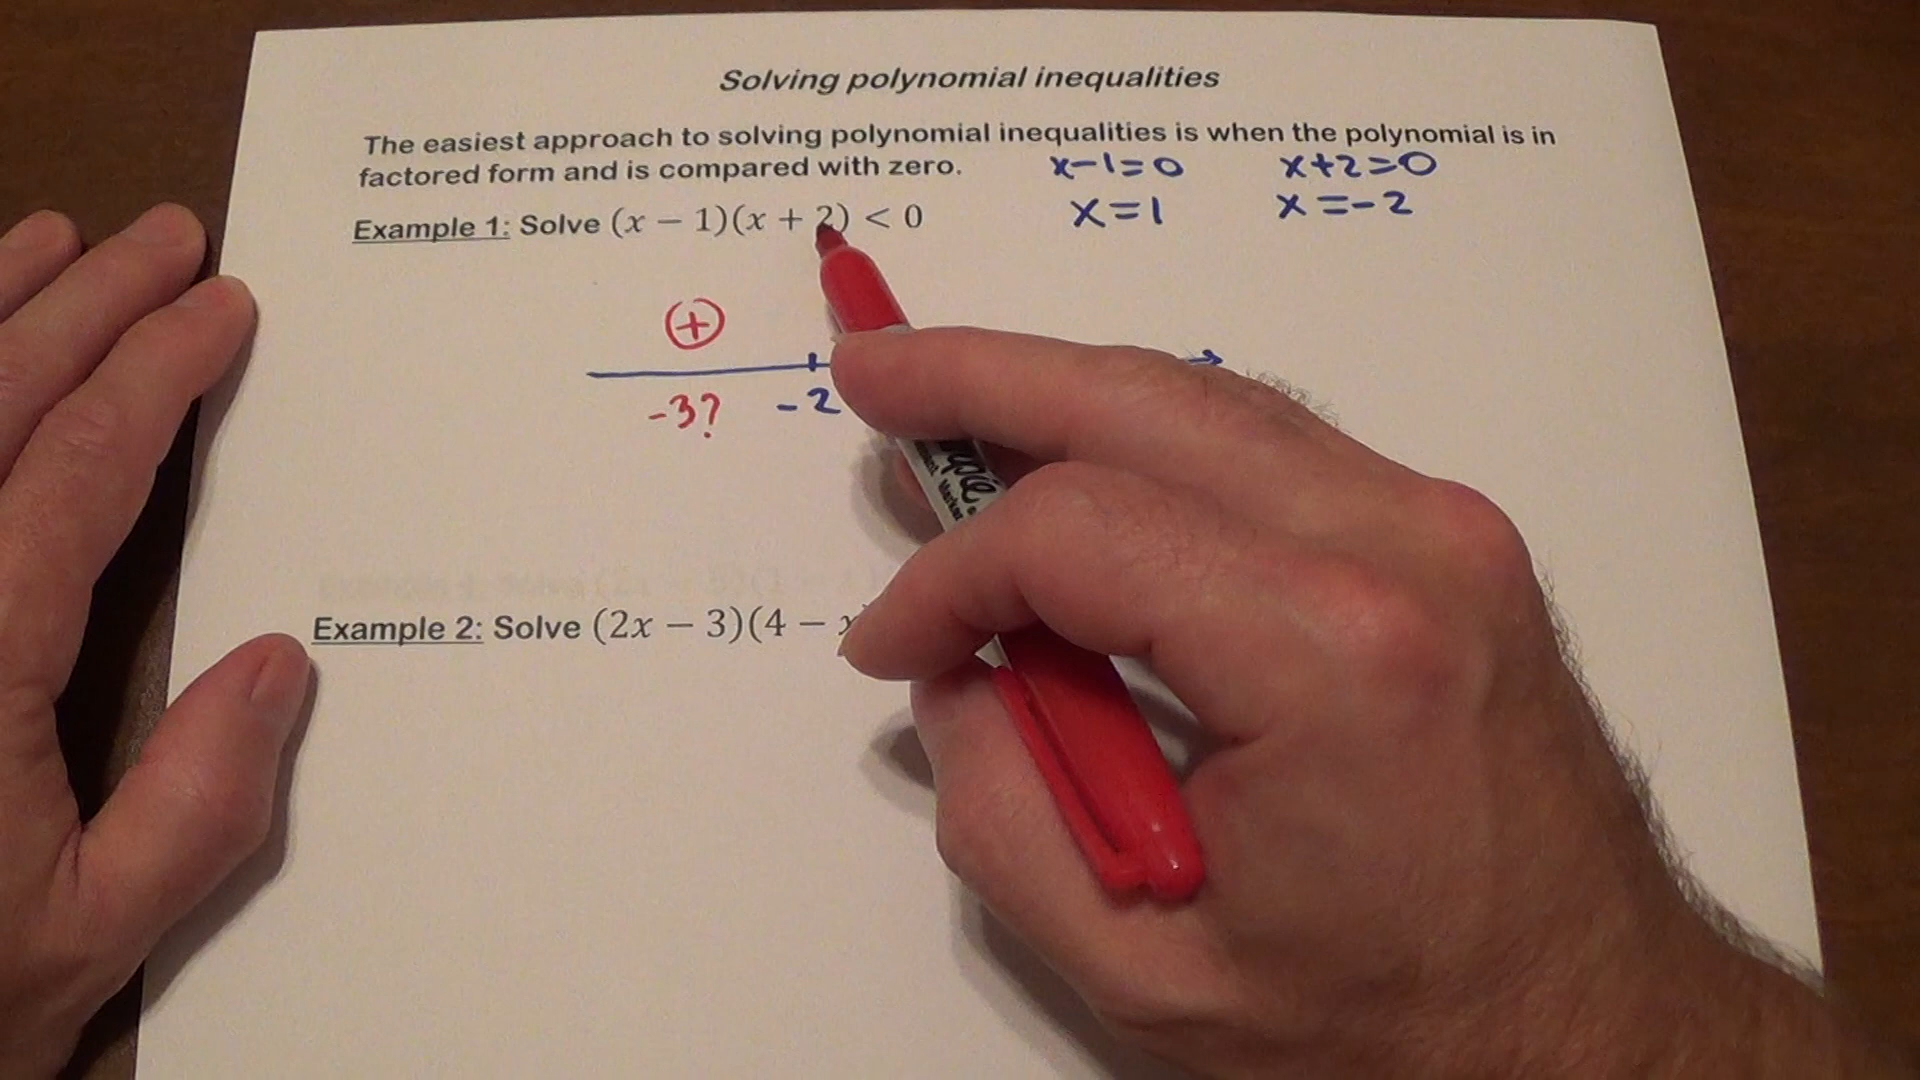 Solving polynomial inequalities
The easiest approach to solving polynomial inequalities is when the polynomial is in
factored form and is compared with zero.
x-1=0 x+2=0
Example 1: Solve (x − 1)(x + 2) < 0
x=1 x=-2
+
-3? -2
Example 2: Solve (2x − 3)(4 − x